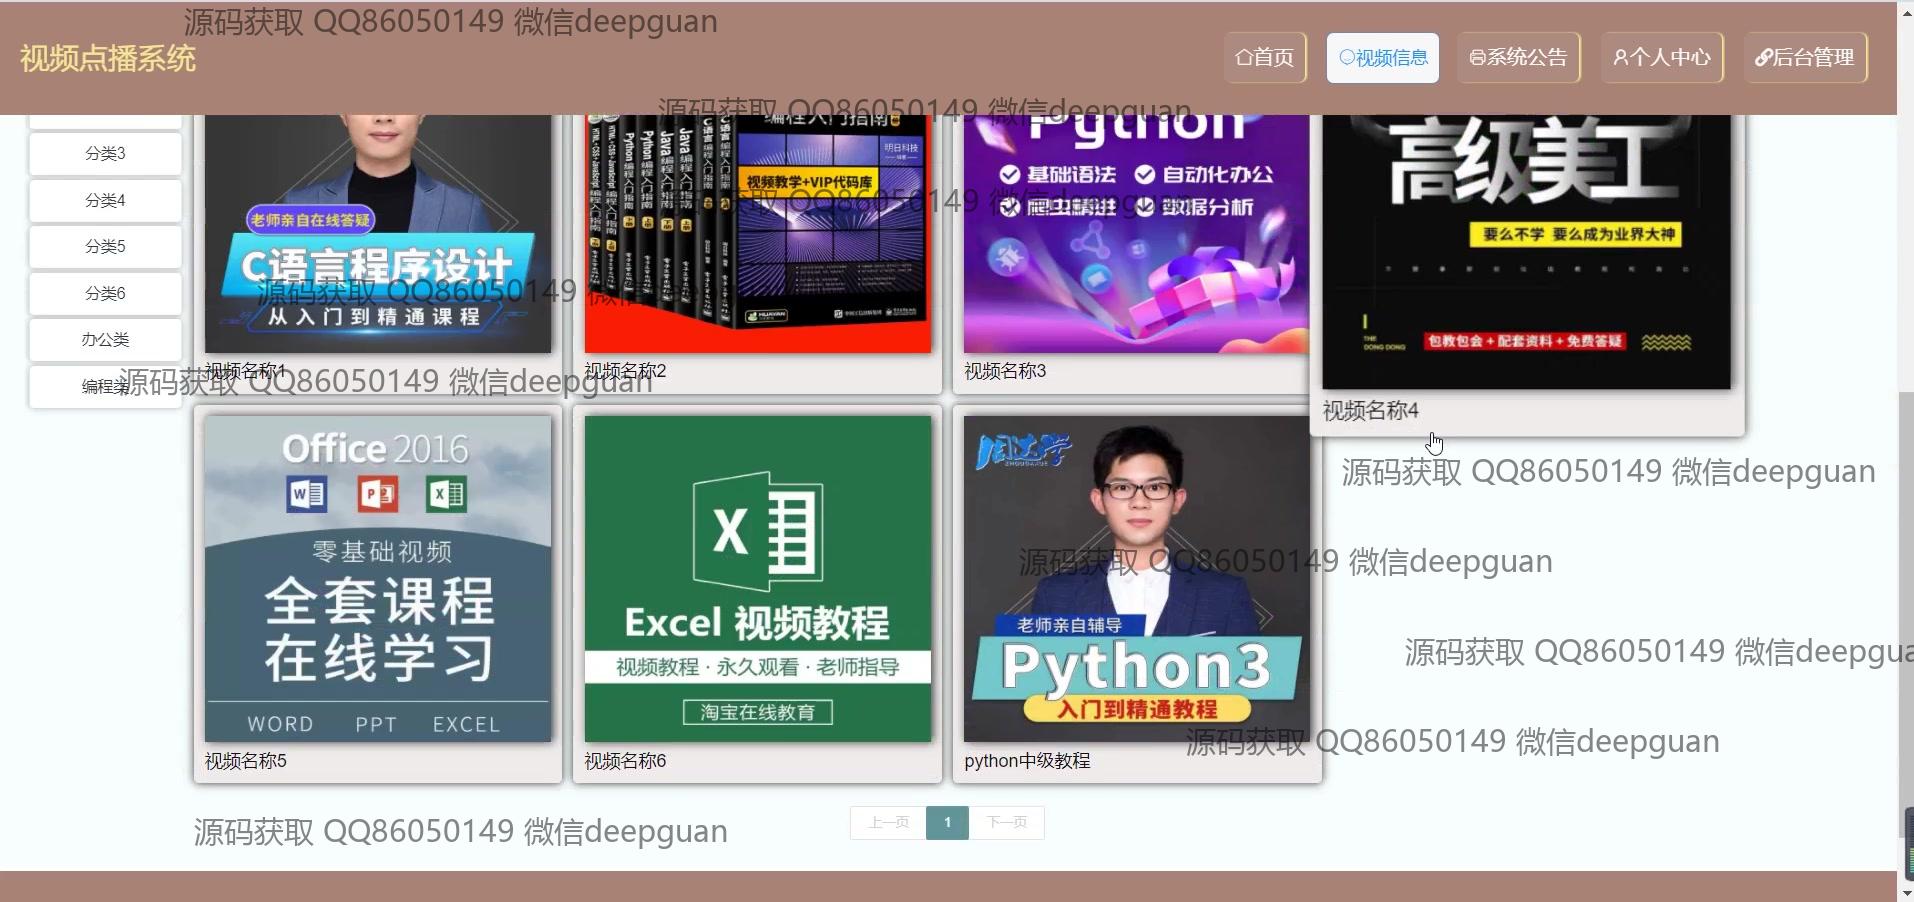 源码获取 QQ86050149 微信deepguan
视频点播系统
首页
视频信息
系统公告
个人中心
后台管理
源码获取 QQ86050149 微信deepguan
分类3
分类4
分类5
分类6
办公类
编程类
老师亲自在线答疑
C语言程序设计
从入门到精通课程
视频名称1
编程入门指南
明日科技
视频教学+VIP代码库
视频名称2
Python
基础语法
自动化办公
数据分析
视频名称3
高级美工
要么不学 要么成为业界大神
THE
DONG DONG
包教包会+配套资料+免费答疑
视频名称4
源码获取 QQ86050149 微信deepguan
源码获取 QQ86050149 微信
源码获取 QQ86050149 微信deepguan
源码获取 QQ86050149 微信deepguan
Office 2016
零基础视频
全套课程
在线学习
WORD PPT EXCEL
视频名称5
Excel 视频教程
视频教程·永久观看·老师指导
淘宝在线教育
视频名称6
周达学
ZHOUDAXUE
老师亲自辅导
Python3
入门到精通教程
python中级教程
源码获取 QQ86050149 微信deepguan
源码获取 QQ86050149 微信deepgua
源码获取 QQ86050149 微信deepguan
上一页
1
下一页
源码获取 QQ86050149 微信deepguan